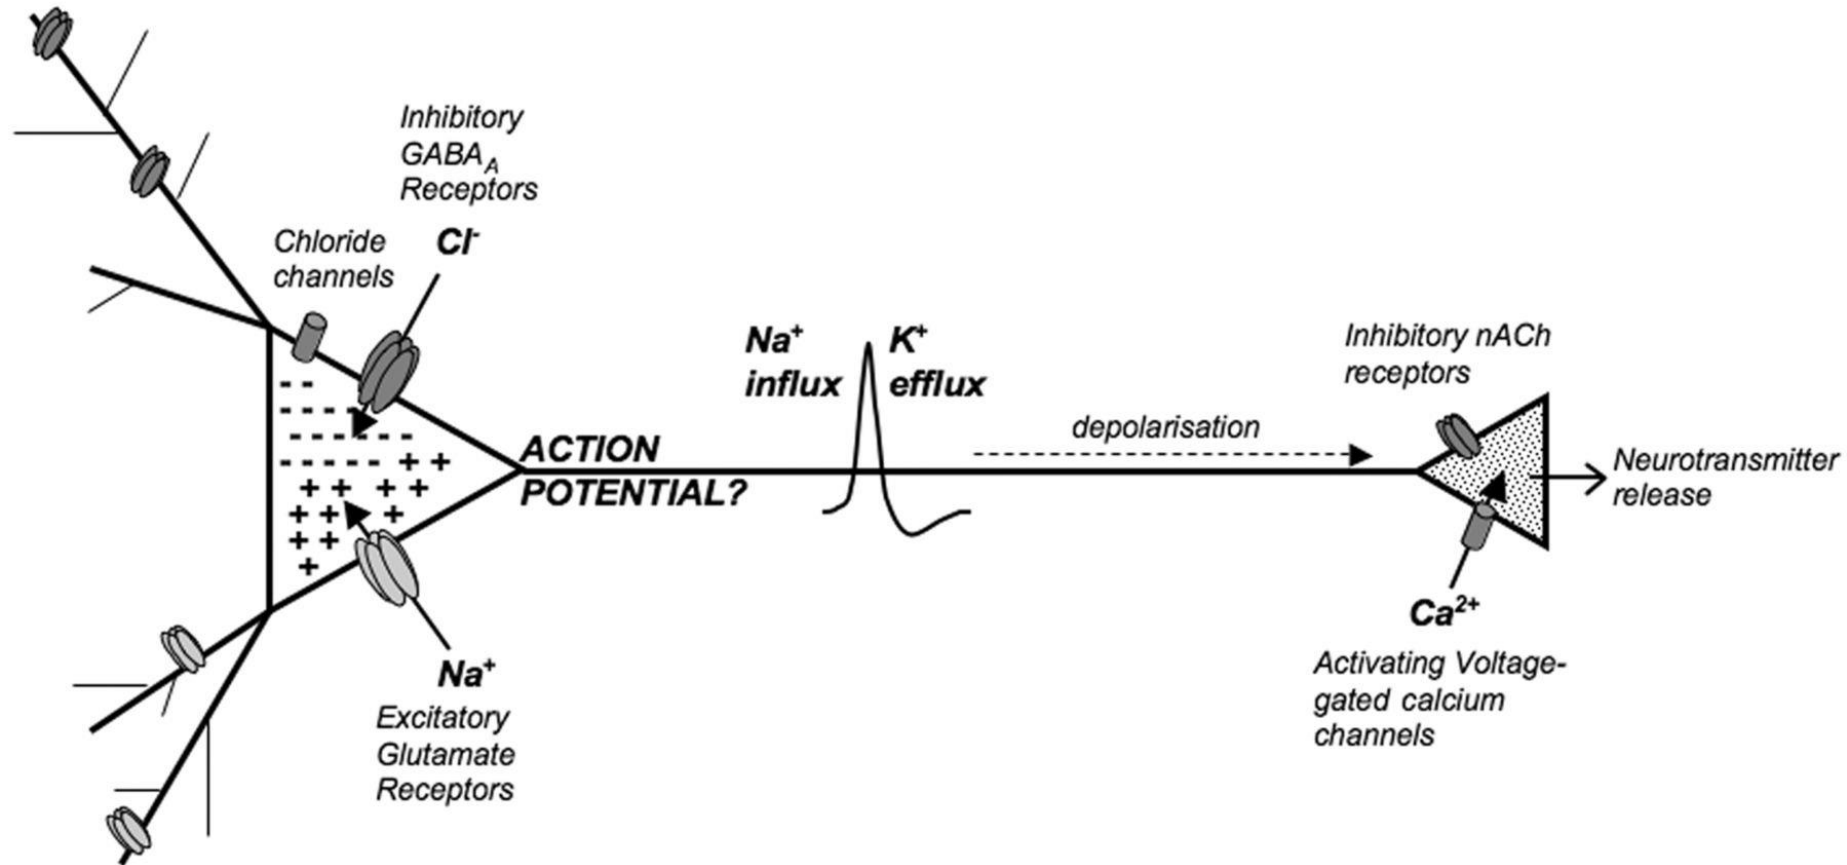 Inhibitory
GABA_A
Receptors
Chloride
channels
Cl⁻
- -
- - - -
- - - - - - -
- - - - - - + +
+ + + +
+ + +
+ +
+
ACTION
POTENTIAL?
Na⁺
Excitatory
Glutamate
Receptors
Na⁺
influx
K⁺
efflux
depolarisation
Inhibitory nACh
receptors
Neurotransmitter
release
Ca²⁺
Activating Voltage-
gated calcium
channels